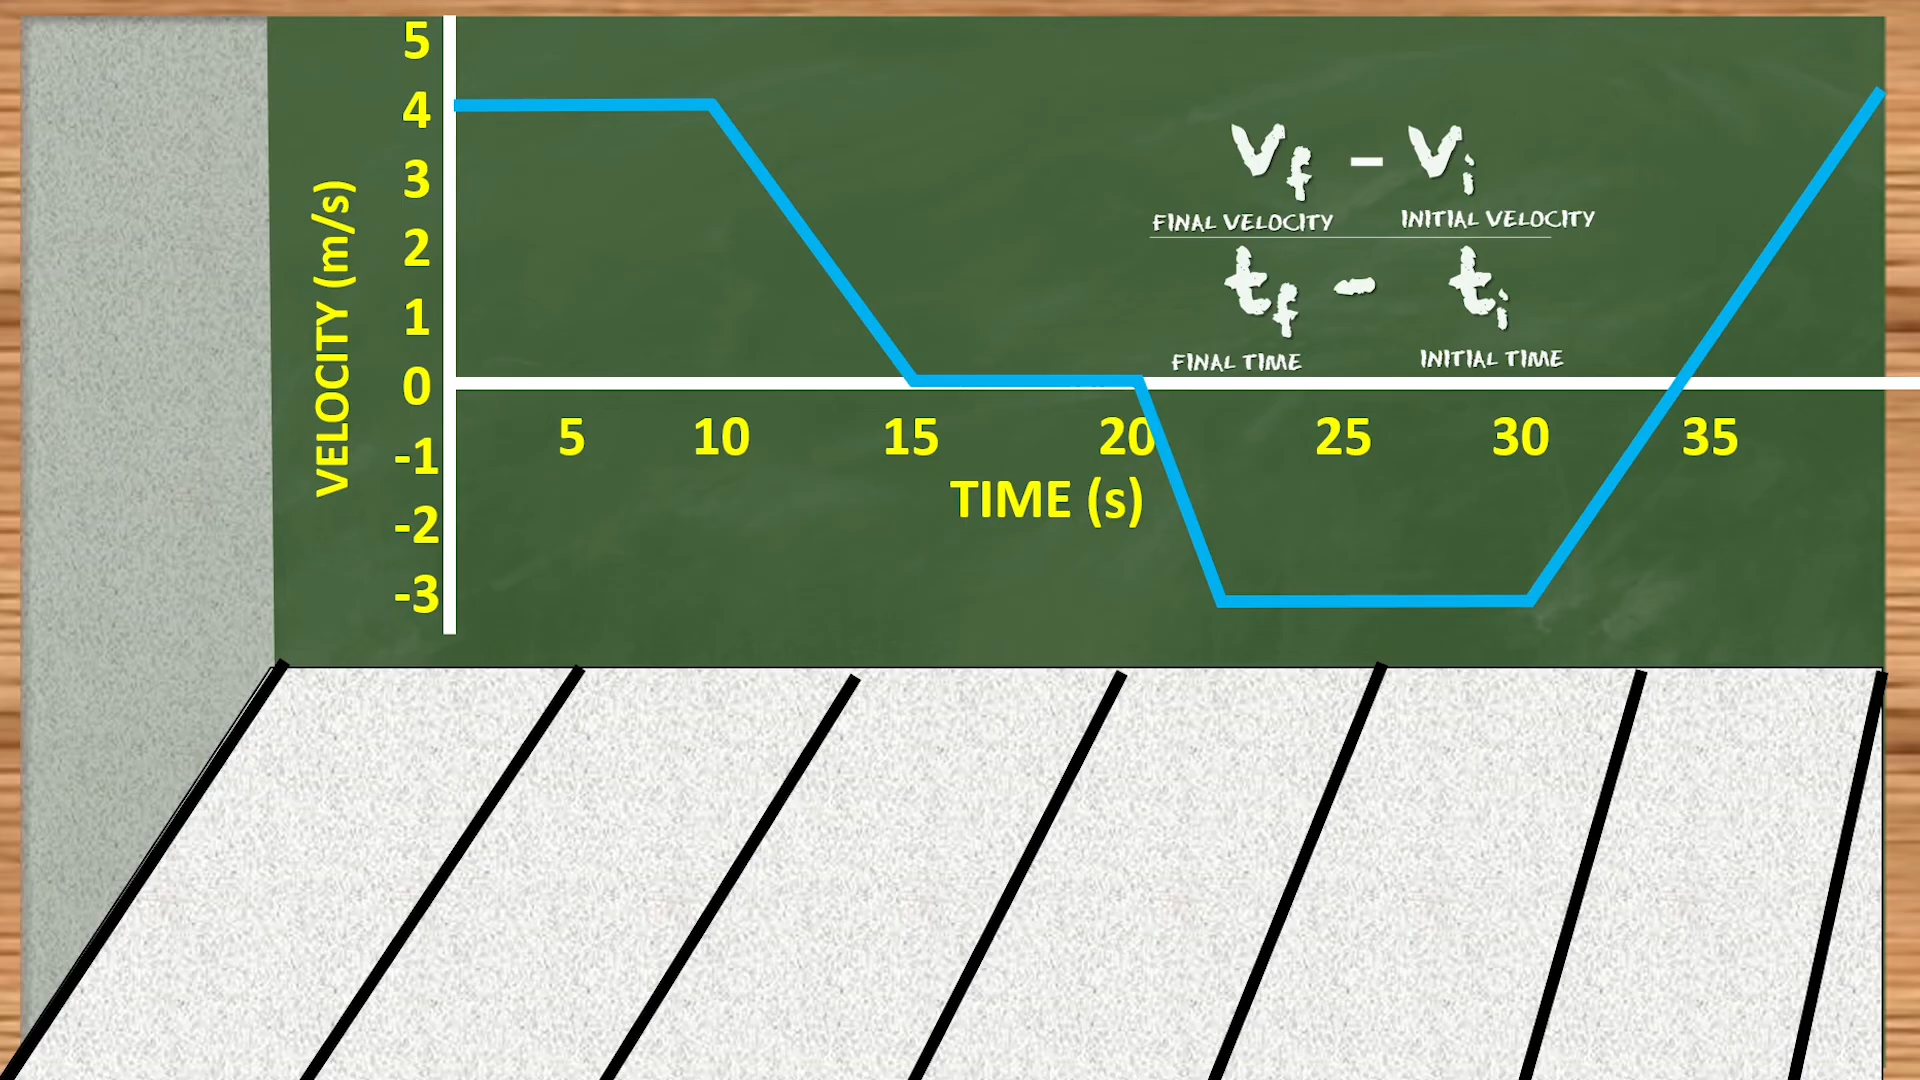 5
4
3
2
1
0
-1
-2
-3
VELOCITY (m/s)
vf - vi
FINAL VELOCITY INITIAL VELOCITY
tf - ti
FINAL TIME INITIAL TIME
5 10 15 20 25 30 35
TIME (s)